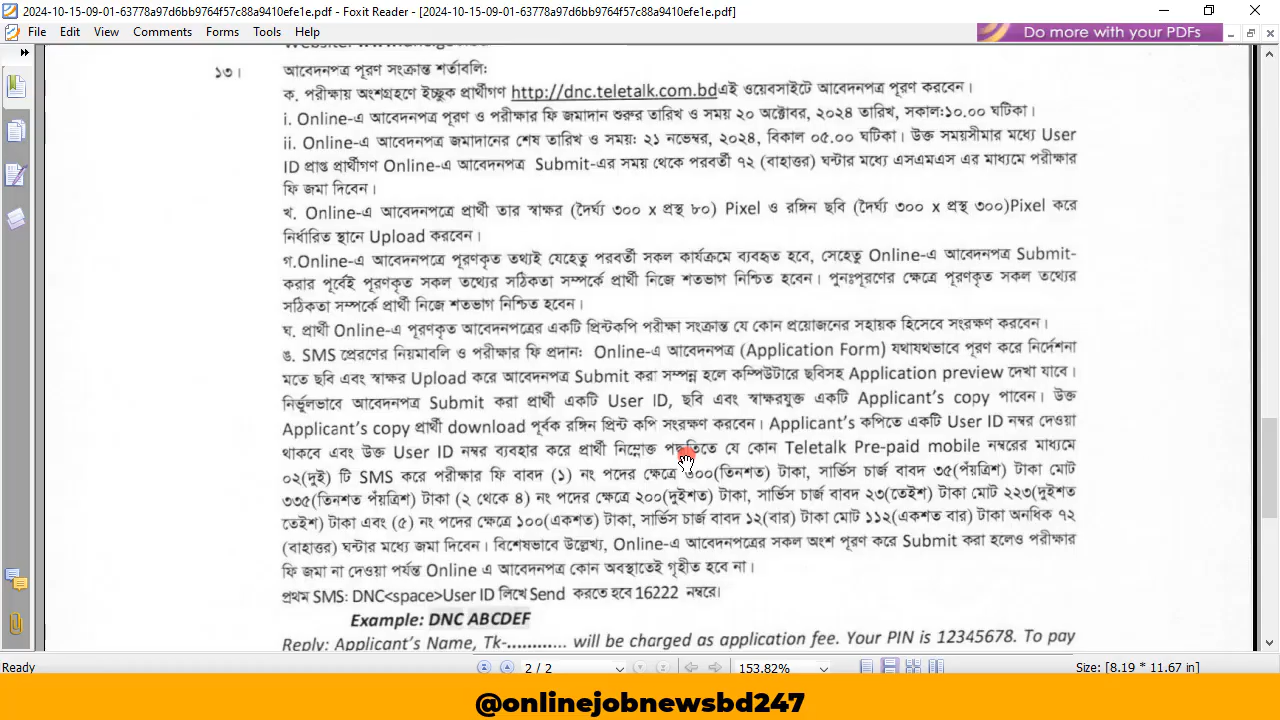 2024-10-15-09-01-63778a97d6bb9764f57c88a9410efe1e.pdf - Foxit Reader - [2024-10-15-09-01-63778a97d6bb9764f57c88a9410efe1e.pdf]
File Edit View Comments Forms Tools Help
Do more with your PDFs
১৩। আবেদনপত্র পূরণ সংক্রান্ত শর্তাবলি:
ক. পরীক্ষায় অংশগ্রহণে ইচ্ছুক প্রার্থীগণ http://dnc.teletalk.com.bdএই ওয়েবসাইটে আবেদনপত্র পূরণ করবেন।
i. Online-এ আবেদনপত্র পূরণ ও পরীক্ষার ফি জমাদান শুরুর তারিখ ও সময় ২০ অক্টোবর, ২০২৪ তারিখ, সকাল:১০.০০ ঘটিকা।
ii. Online-এ আবেদনপত্র জমাদানের শেষ তারিখ ও সময়: ২১ নভেম্বর, ২০২৪, বিকাল ০৫.০০ ঘটিকা। উক্ত সময়সীমার মধ্যে User
ID প্রাপ্ত প্রার্থীগণ Online-এ আবেদনপত্র Submit-এর সময় থেকে পরবর্তী ৭২ (বাহাত্তর) ঘন্টার মধ্যে এসএমএস এর মাধ্যমে পরীক্ষার
ফি জমা দিবেন।
খ. Online-এ আবেদনপত্রে প্রার্থী তার স্বাক্ষর (দৈর্ঘ্য ৩০০ x প্রস্থ ৮০) Pixel ও রঙ্গিন ছবি (দৈর্ঘ্য ৩০০ x প্রস্থ ৩০০)Pixel করে
নির্ধারিত স্থানে Upload করবেন।
গ.Online-এ আবেদনপত্রে পূরণকৃত তথ্যই যেহেতু পরবর্তী সকল কার্যক্রমে ব্যবহৃত হবে, সেহেতু Online-এ আবেদনপত্র Submit-
করার পূর্বেই পূরণকৃত সকল তথ্যের সঠিকতা সম্পর্কে প্রার্থী নিজে শতভাগ নিশ্চিত হবেন। পুনঃপূরণের ক্ষেত্রে পূরণকৃত সকল তথ্যের
সঠিকতা সম্পর্কে প্রার্থী নিজে শতভাগ নিশ্চিত হবেন।
ঘ. প্রার্থী Online-এ পূরণকৃত আবেদনপত্রের একটি প্রিন্টকপি পরীক্ষা সংক্রান্ত যে কোন প্রয়োজনের সহায়ক হিসেবে সংরক্ষণ করবেন।
ঙ. SMS প্রেরণের নিয়মাবলি ও পরীক্ষার ফি প্রদান: Online-এ আবেদনপত্র (Application Form) যথাযথভাবে পূরণ করে নির্দেশনা
মতে ছবি এবং স্বাক্ষর Upload করে আবেদনপত্র Submit করা সম্পন্ন হলে কম্পিউটারে ছবিসহ Application preview দেখা যাবে।
নির্ভুলভাবে আবেদনপত্র Submit করা প্রার্থী একটি User ID, ছবি এবং স্বাক্ষরযুক্ত একটি Applicant's copy পাবেন। উক্ত
Applicant's copy প্রার্থী download পূর্বক রঙ্গিন প্রিন্ট কপি সংরক্ষণ করবেন। Applicant's কপিতে একটি User ID নম্বর দেওয়া
থাকবে এবং উক্ত User ID নম্বর ব্যবহার করে প্রার্থী নিম্নোক্ত পদ্ধতিতে যে কোন Teletalk Pre-paid mobile নম্বরের মাধ্যমে
০২(দুই) টি SMS করে পরীক্ষার ফি বাবদ (১) নং পদের ক্ষেত্রে ৩০০(তিনশত) টাকা, সার্ভিস চার্জ বাবদ ৩৫(পঁয়ত্রিশ) টাকা মোট
৩৩৫(তিনশত পঁয়ত্রিশ) টাকা (২ থেকে ৪) নং পদের ক্ষেত্রে ২০০(দুইশত) টাকা, সার্ভিস চার্জ বাবদ ২৩(তেইশ) টাকা মোট ২২৩(দুইশত
তেইশ) টাকা এবং (৫) নং পদের ক্ষেত্রে ১০০(একশত) টাকা, সার্ভিস চার্জ বাবদ ১২(বার) টাকা মোট ১১২(একশত বার) টাকা অনধিক ৭২
(বাহাত্তর) ঘন্টার মধ্যে জমা দিবেন। বিশেষভাবে উল্লেখ্য, Online-এ আবেদনপত্রের সকল অংশ পূরণ করে Submit করা হলেও পরীক্ষার
ফি জমা না দেওয়া পর্যন্ত Online এ আবেদনপত্র কোন অবস্থাতেই গৃহীত হবে না।
প্রথম SMS: DNC<space>User ID লিখে Send করতে হবে 16222 নম্বরে।
Example: DNC ABCDEF
Reply: Applicant's Name, Tk-............ will be charged as application fee. Your PIN is 12345678. To pay
Ready 2 / 2 153.82% Size: [8.19 * 11.67 in]
@onlinejobnewsbd247